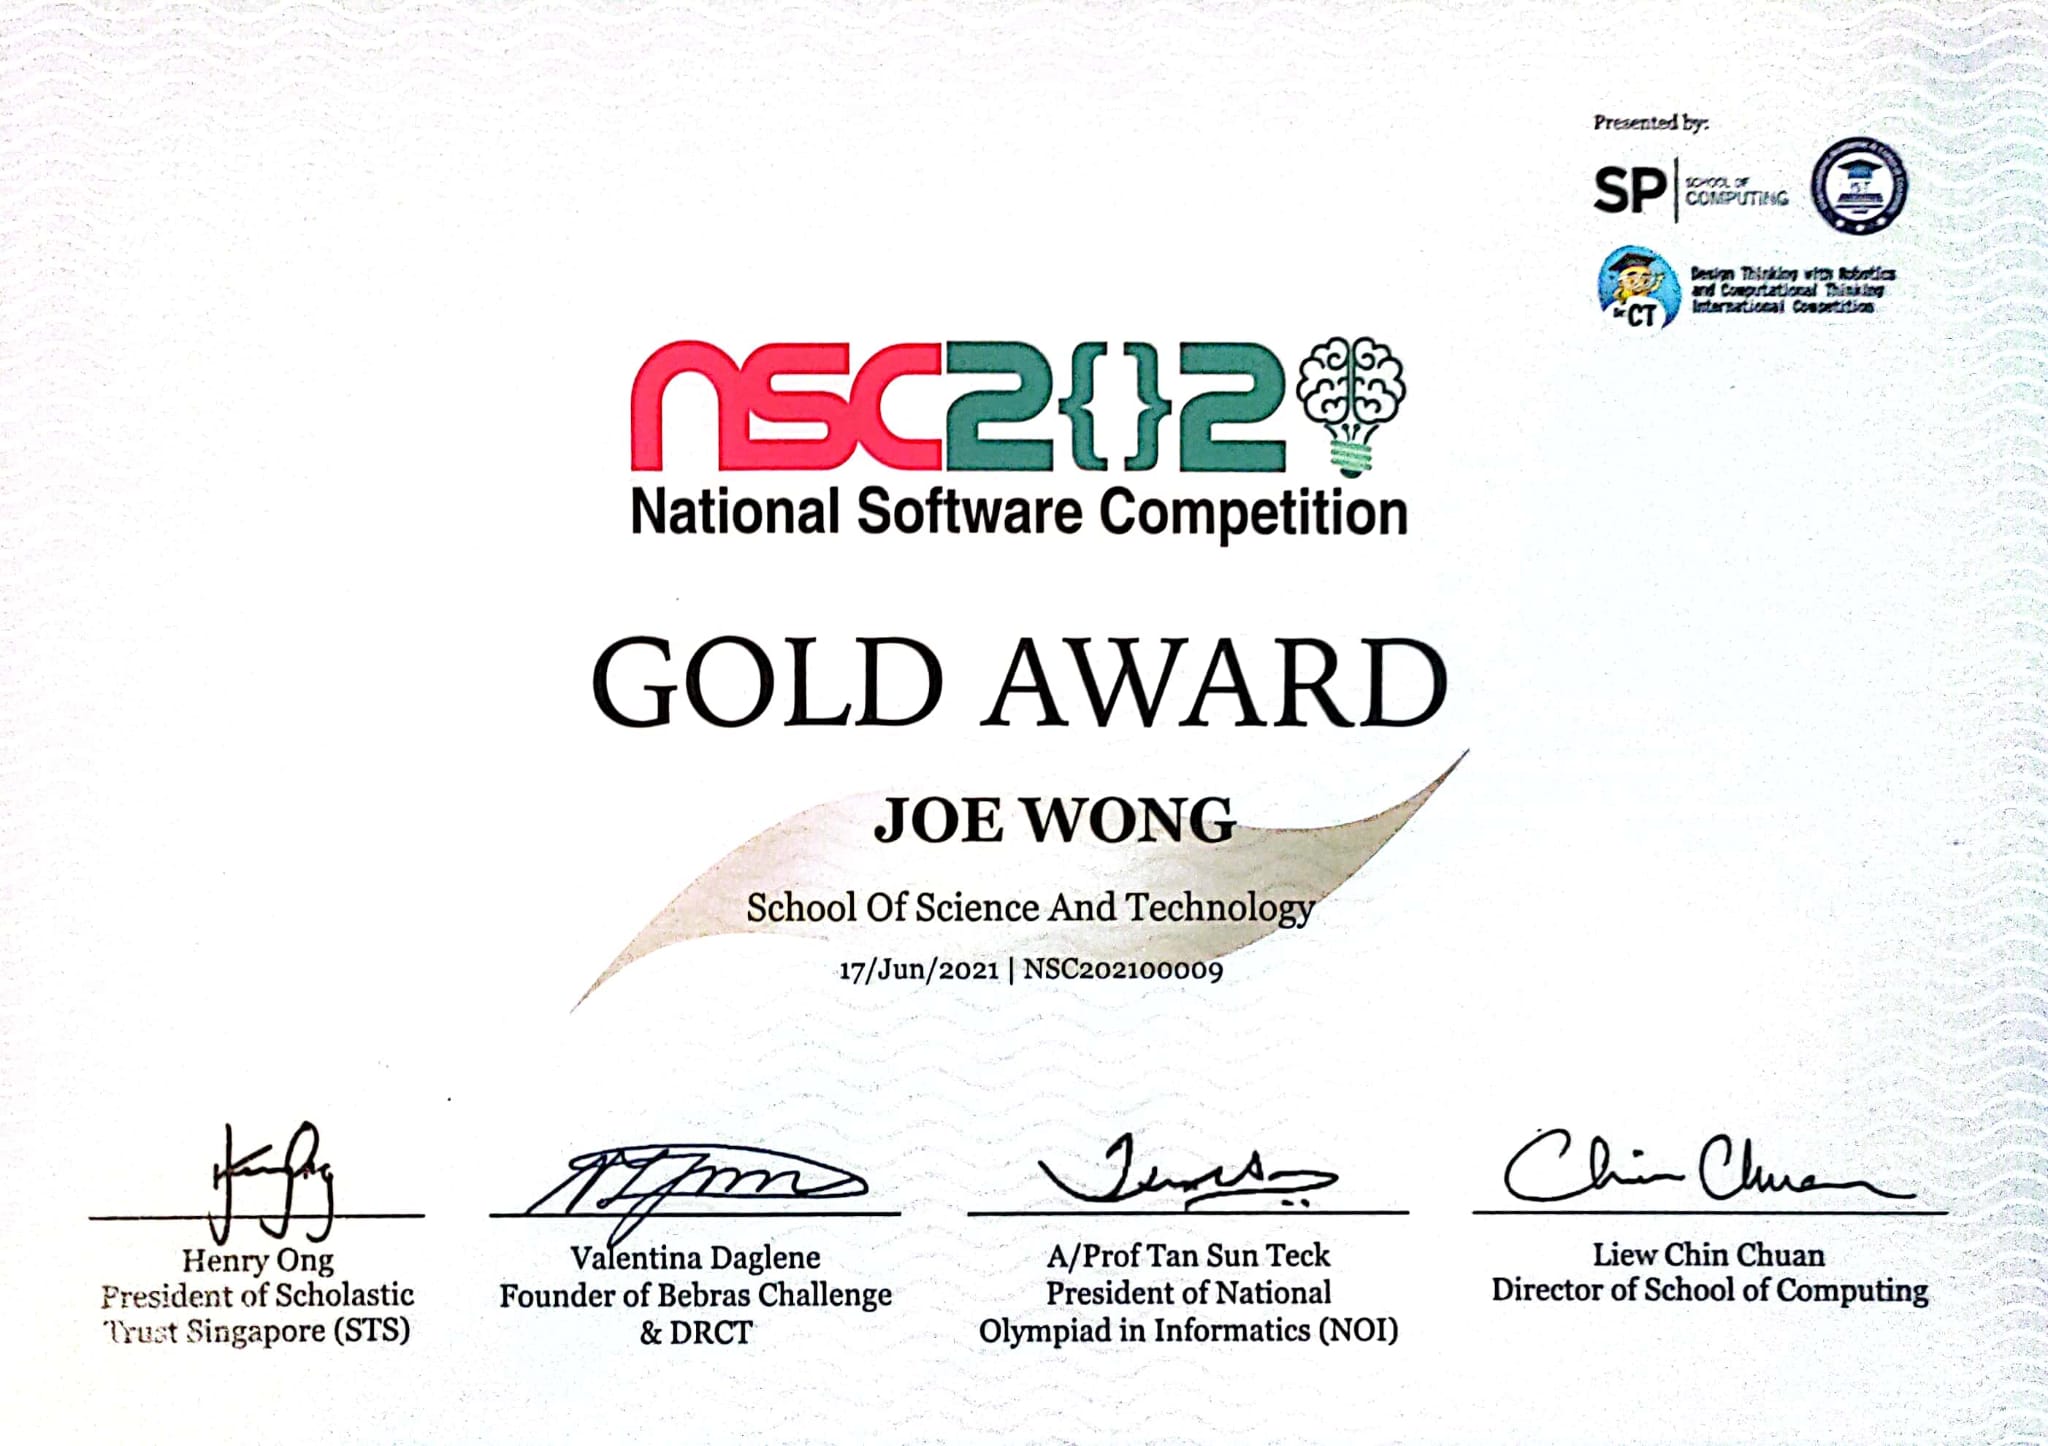 Presented by:
SP
SCHOOL OF
COMPUTING
Design Thinking with Robotics
and Computational Thinking
International Competition
CT
nsc2{}2
National Software Competition
GOLD AWARD
JOE WONG
School Of Science And Technology
17/Jun/2021 | NSC202100009
Chin Chuan
Henry Ong
President of Scholastic
Trust Singapore (STS)
Valentina Daglene
Founder of Bebras Challenge
& DRCT
A/Prof Tan Sun Teck
President of National
Olympiad in Informatics (NOI)
Liew Chin Chuan
Director of School of Computing